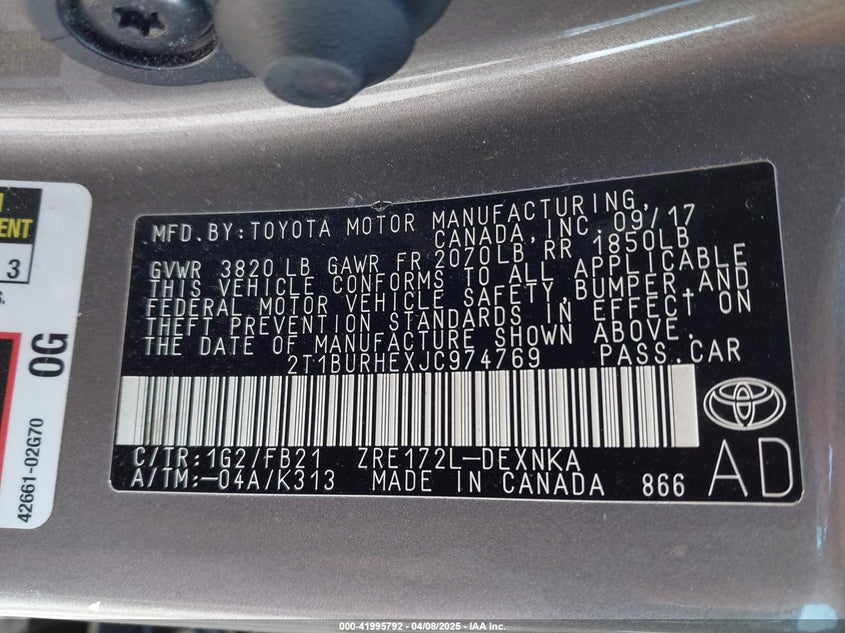 MFD. BY: TOYOTA MOTOR MANUFACTURING,
CANADA, INC. 09/17
GVWR 3820 LB GAWR FR 2070LB RR 1850LB
THIS VEHICLE CONFORMS TO ALL APPLICABLE
FEDERAL MOTOR VEHICLE SAFETY, BUMPER, AND
THEFT PREVENTION STANDARDS IN EFFECT ON
THE DATE OF MANUFACTURE SHOWN ABOVE.
2T1BURHEXJC974769 PASS.CAR
C/TR: 1G2/FB21 ZRE172L-DEXNKA
A/TM: -04A/K313 MADE IN CANADA 866
AD
ENT
3
OG
42661-02G70
000-41995792 - 04/08/2025 - IAA Inc.